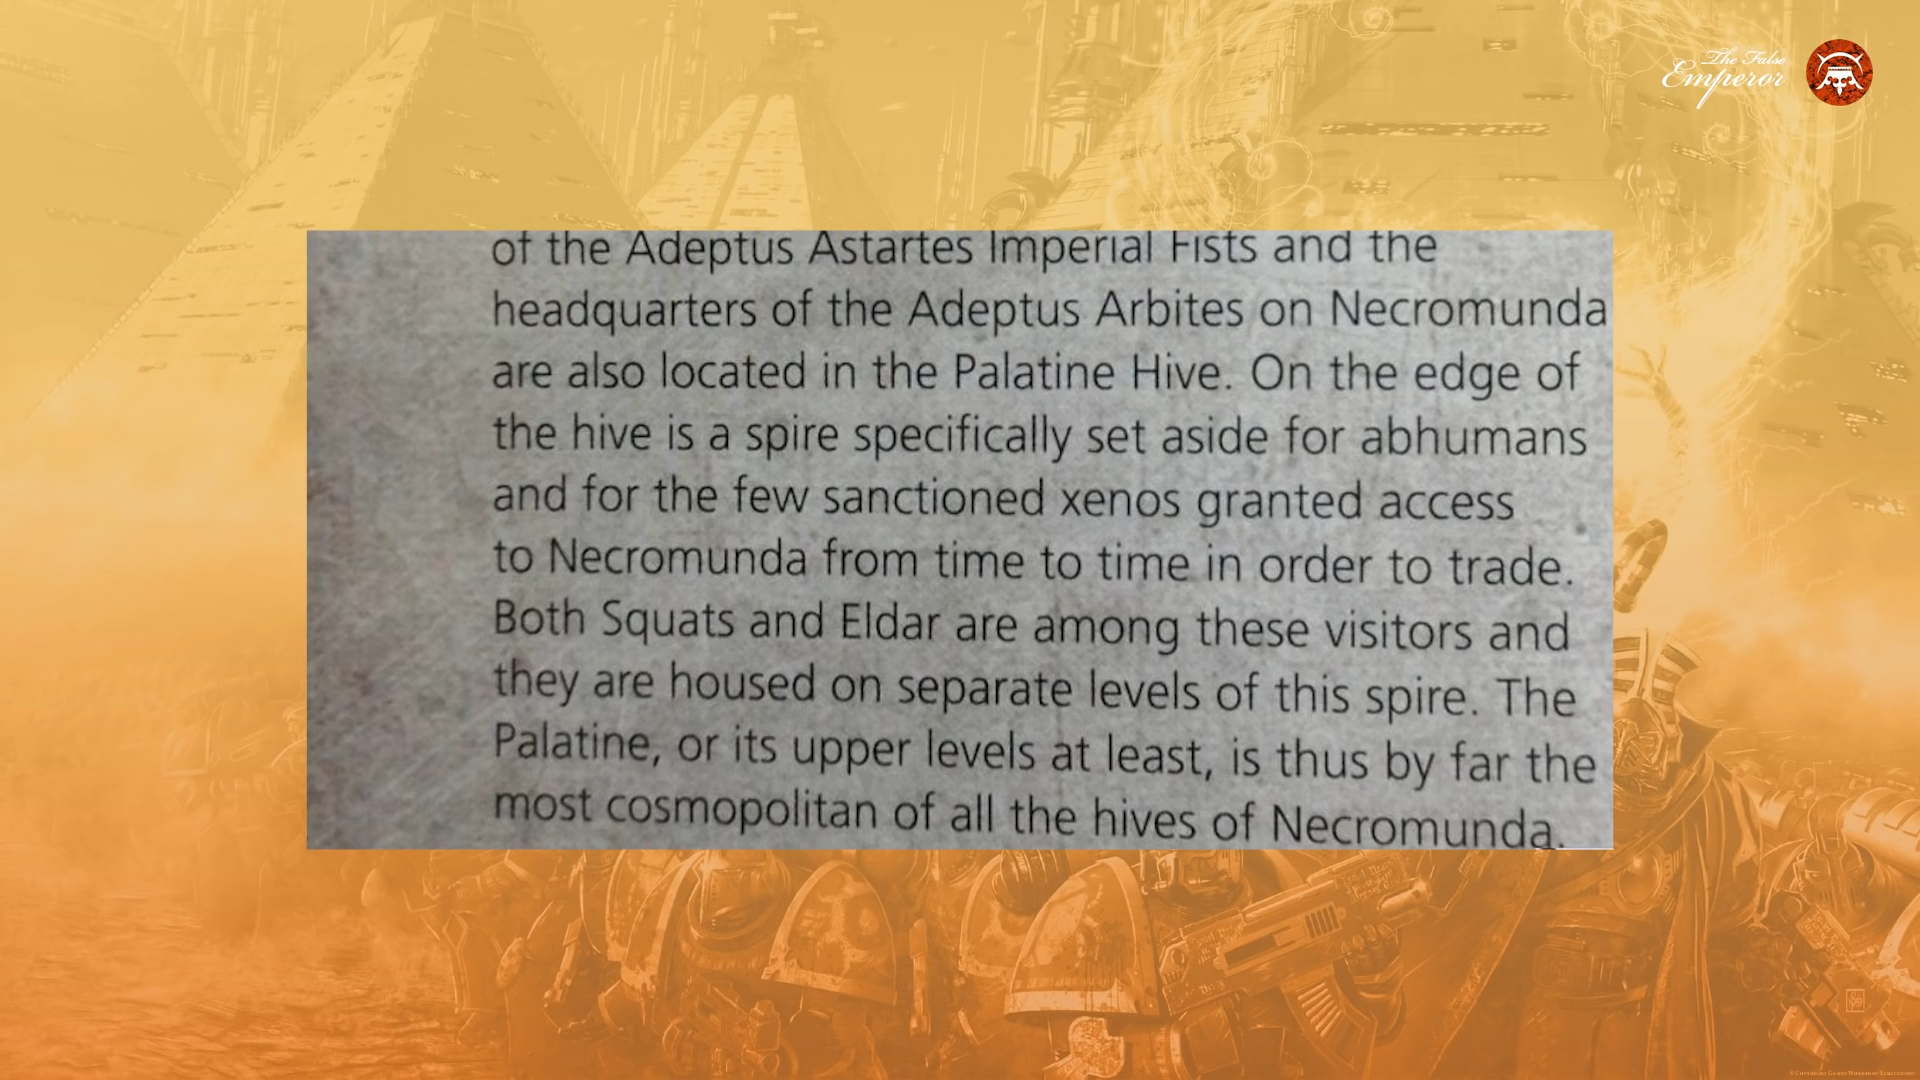 The False
Emperor
of the Adeptus Astartes Imperial Fists and the
headquarters of the Adeptus Arbites on Necromunda
are also located in the Palatine Hive. On the edge of
the hive is a spire specifically set aside for abhumans
and for the few sanctioned xenos granted access
to Necromunda from time to time in order to trade.
Both Squats and Eldar are among these visitors and
they are housed on separate levels of this spire. The
Palatine, or its upper levels at least, is thus by far the
most cosmopolitan of all the hives of Necromunda.